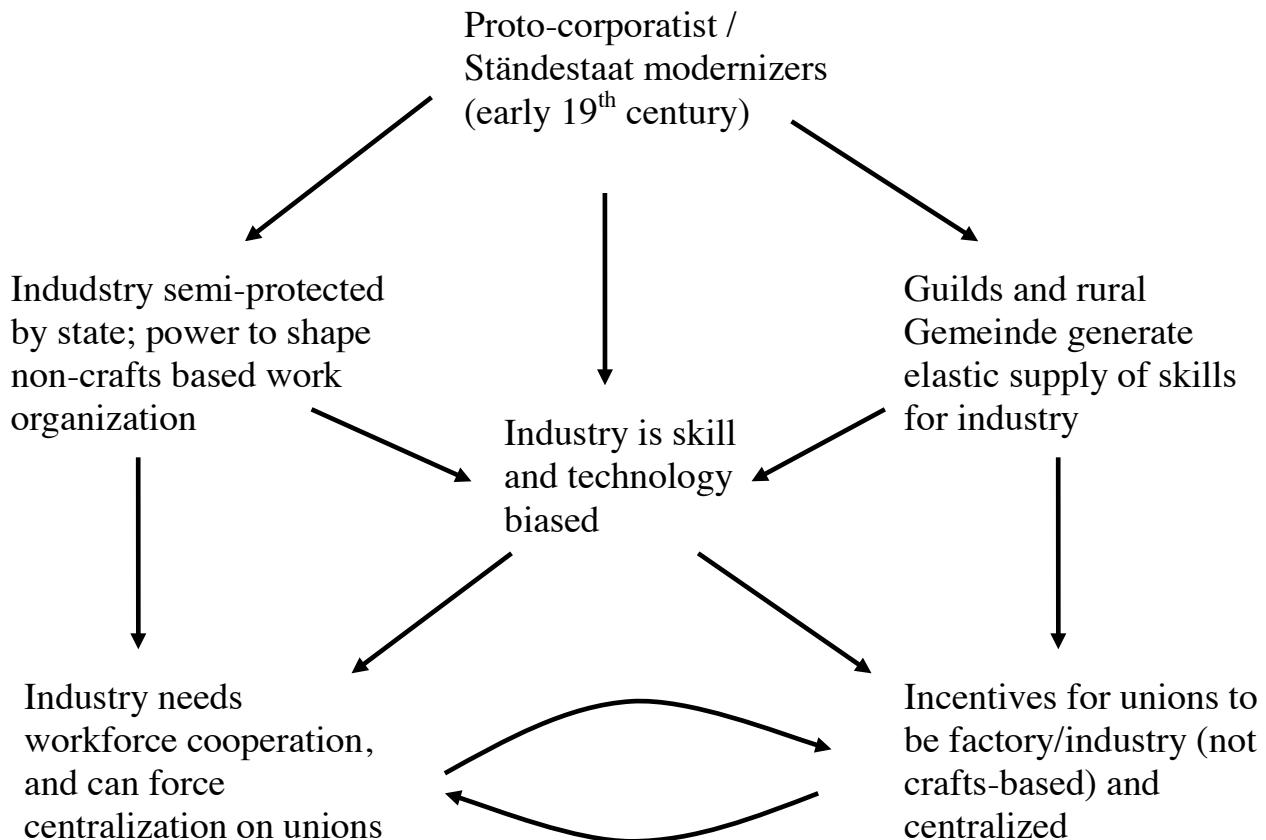 Proto-corporatist /
Ständestaat modernizers
(early 19th century)
Indudstry semi-protected
by state; power to shape
non-crafts based work
organization
Guilds and rural
Gemeinde generate
elastic supply of skills
for industry
Industry is skill
and technology
biased
Industry needs
workforce cooperation,
and can force
centralization on unions
Incentives for unions to
be factory/industry (not
crafts-based) and
centralized